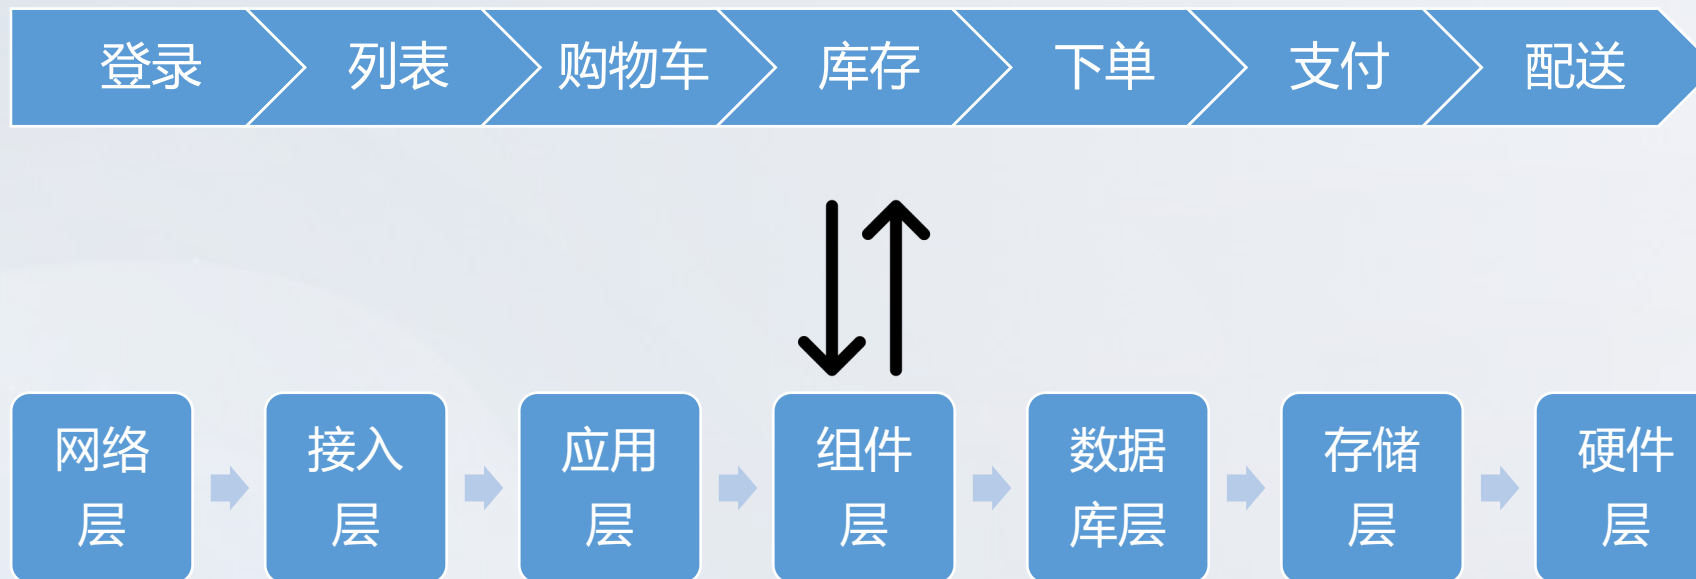 登录
列表
购物车
库存
下单
支付
配送
网络
层
接入
层
应用
层
组件
层
数据
库层
存储
层
硬件
层